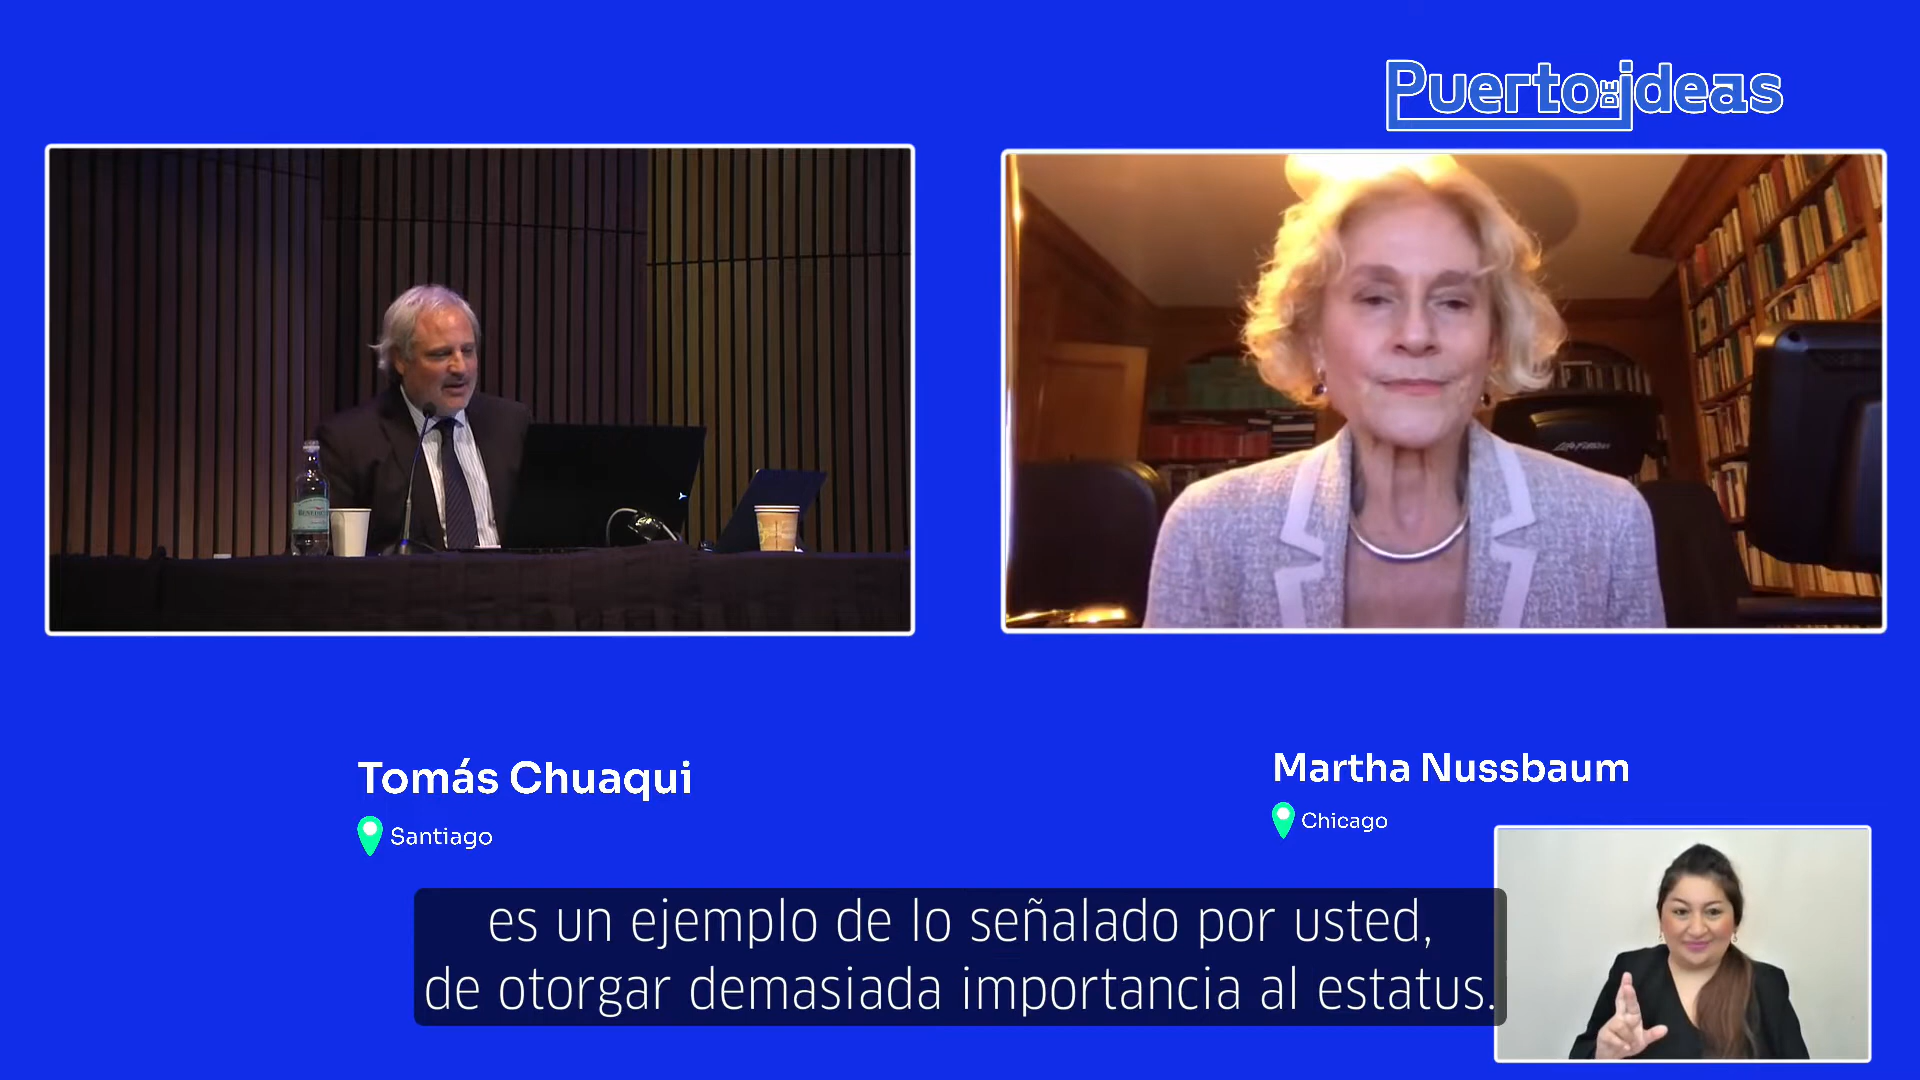 Puerto DE ideas
Tomás Chuaqui
Santiago
Martha Nussbaum
Chicago
es un ejemplo de lo señalado por usted,
de otorgar demasiada importancia al estatus.